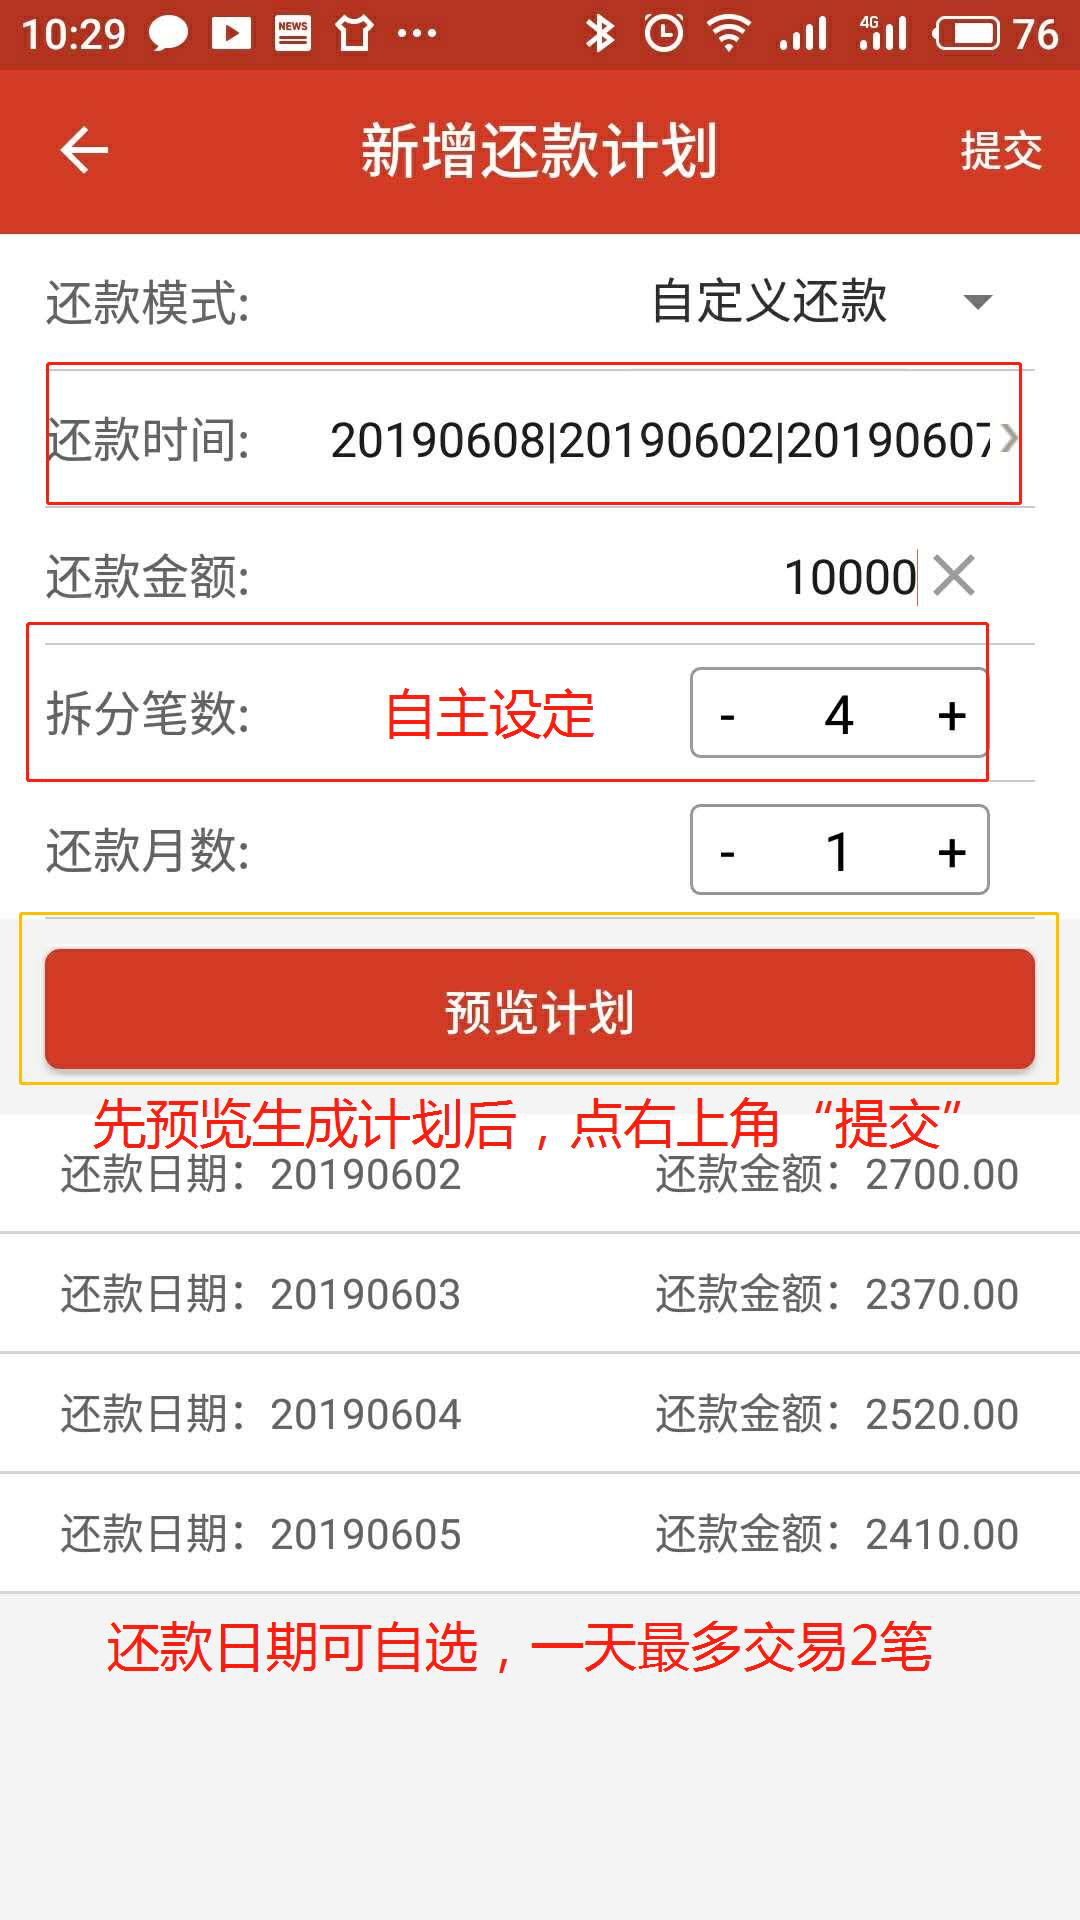 10:29 NEWS 4G 76
新增还款计划 提交
还款模式: 自定义还款
还款时间: 20190608|20190602|20190607
还款金额: 10000
拆分笔数: 自主设定 - 4 +
还款月数: - 1 +
预览计划
先预览生成计划后，点右上角“提交”
还款日期：20190602 还款金额：2700.00
还款日期：20190603 还款金额：2370.00
还款日期：20190604 还款金额：2520.00
还款日期：20190605 还款金额：2410.00
还款日期可自选，一天最多交易2笔